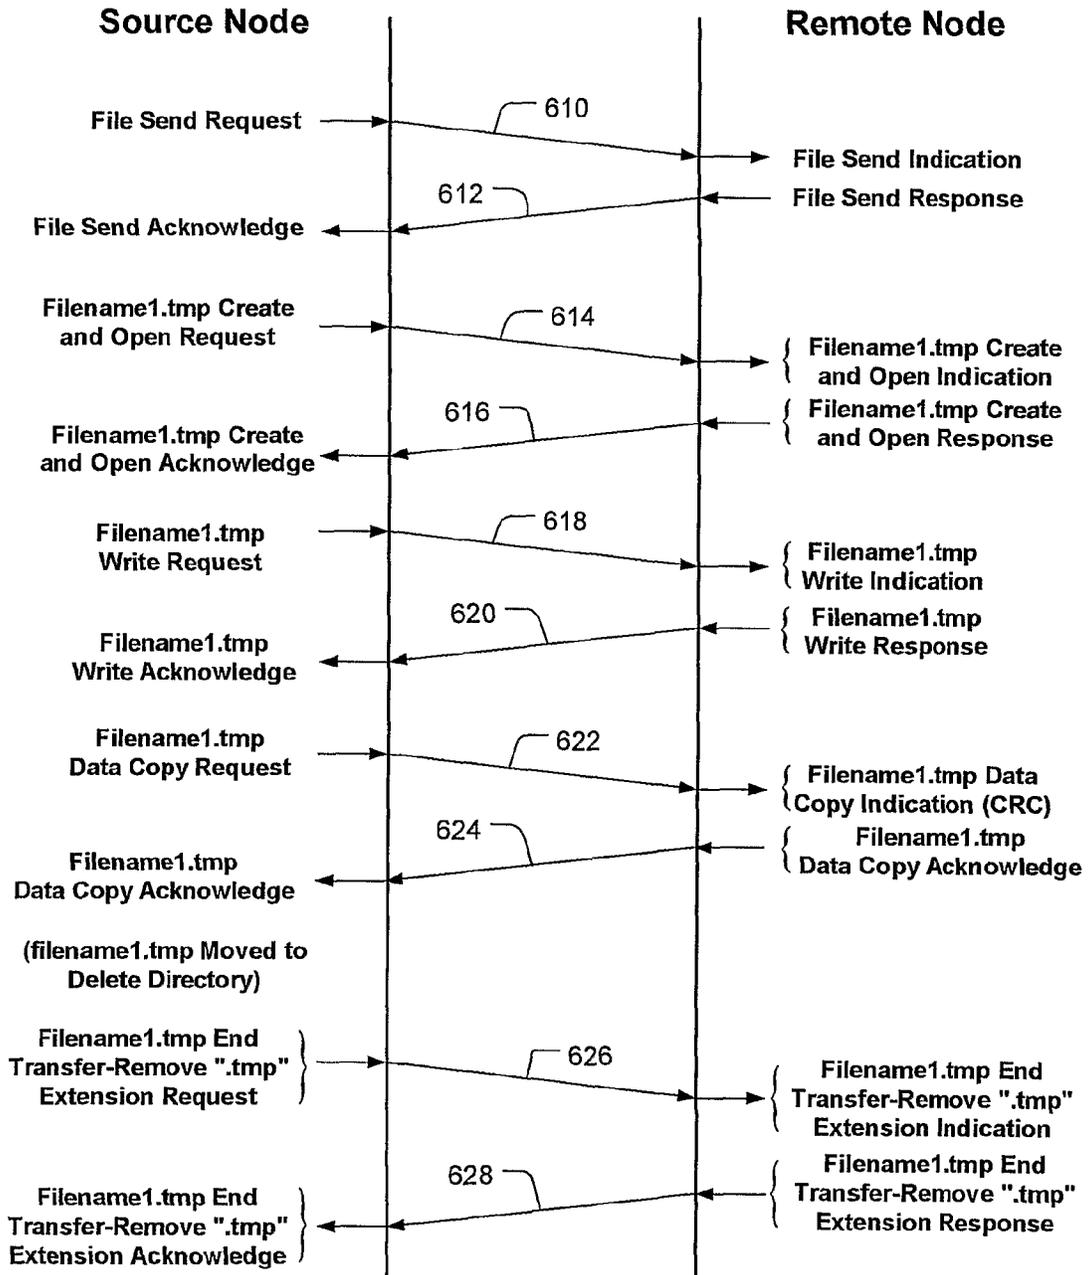 Source Node
Remote Node
File Send Request
610
File Send Indication
612
File Send Response
File Send Acknowledge
Filename1.tmp Create
and Open Request
614
Filename1.tmp Create
and Open Indication
616
Filename1.tmp Create
and Open Response
Filename1.tmp Create
and Open Acknowledge
Filename1.tmp
Write Request
618
Filename1.tmp
Write Indication
620
Filename1.tmp
Write Response
Filename1.tmp
Write Acknowledge
Filename1.tmp
Data Copy Request
622
Filename1.tmp Data
Copy Indication (CRC)
624
Filename1.tmp
Data Copy Acknowledge
Filename1.tmp
Data Copy Acknowledge
(filename1.tmp Moved to
Delete Directory)
Filename1.tmp End
Transfer-Remove ".tmp"
Extension Request
626
Filename1.tmp End
Transfer-Remove ".tmp"
Extension Indication
628
Filename1.tmp End
Transfer-Remove ".tmp"
Extension Response
Filename1.tmp End
Transfer-Remove ".tmp"
Extension Acknowledge